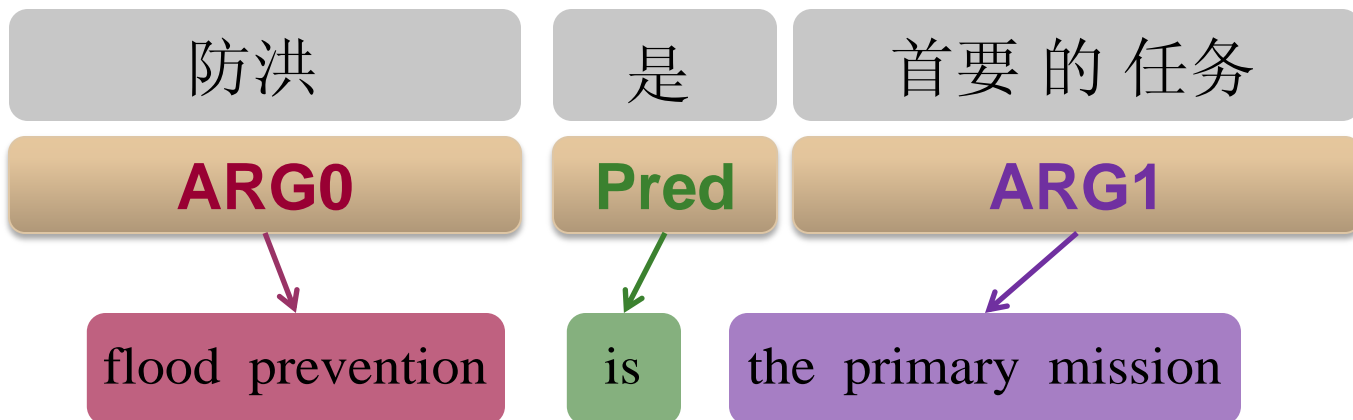 防洪 是 首要 的 任务
ARG0 Pred ARG1
flood prevention is the primary mission